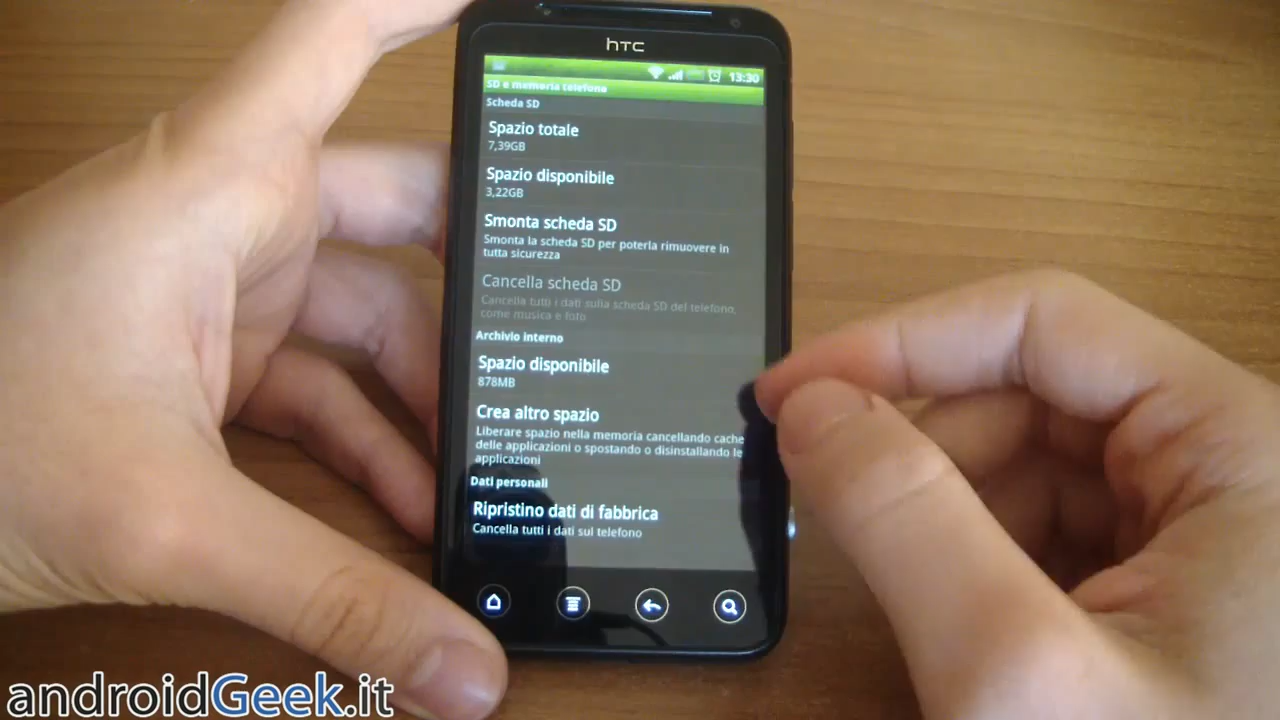 hTC
13:30
SD e memoria telefono
Scheda SD
Spazio totale
7,39GB
Spazio disponibile
3,22GB
Smonta scheda SD
Smonta la scheda SD per poterla rimuovere in
tutta sicurezza
Cancella scheda SD
Cancella tutti i dati sulla scheda SD del telefono,
come musica e foto
Archivio interno
Spazio disponibile
878MB
Crea altro spazio
Liberare spazio nella memoria cancellando cache
delle applicazioni o spostando o disinstallando le
applicazioni
Dati personali
Ripristino dati di fabbrica
Cancella tutti i dati sul telefono
androidGeek.it